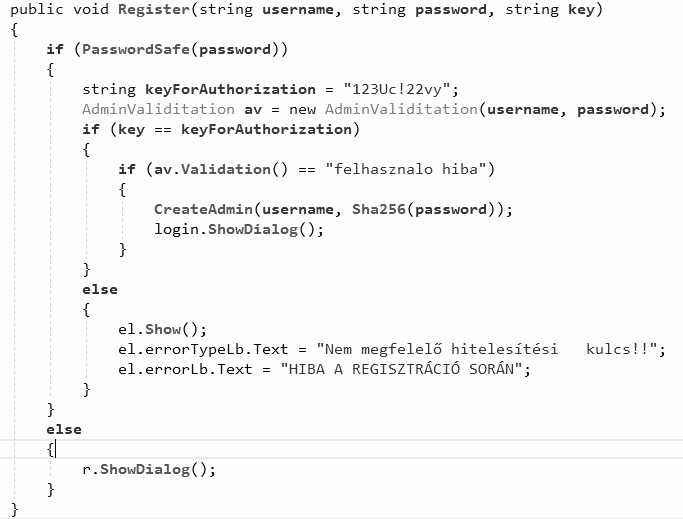 public void Register(string username, string password, string key)
{
    if (PasswordSafe(password))
    {
        string keyForAuthorization = "123Uc!22vy";
        AdminValiditation av = new AdminValiditation(username, password);
        if (key == keyForAuthorization)
        {
            if (av.Validation() == "felhasznalo hiba")
            {
                CreateAdmin(username, Sha256(password));
                login.ShowDialog();
            }
        }
        else
        {
            el.Show();
            el.errorTypeLb.Text = "Nem megfelelő hitelesítési   kulcs!!";
            el.errorLb.Text = "HIBA A REGISZTRÁCIÓ SORÁN";
        }
    }
    else
    {
        r.ShowDialog();
    }
}